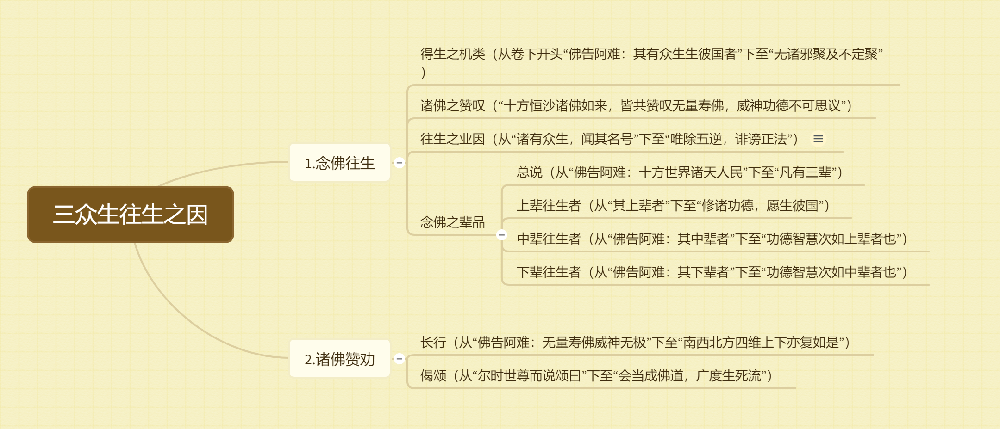 三众生往生之因
1.念佛往生
得生之机类（从卷下开头“佛告阿难：其有众生生彼国者”下至“无诸邪聚及不定聚”
）
诸佛之赞叹（“十方恒沙诸佛如来，皆共赞叹无量寿佛，威神功德不可思议”）
往生之业因（从“诸有众生，闻其名号”下至“唯除五逆，诽谤正法”）
念佛之辈品
总说（从“佛告阿难：十方世界诸天人民”下至“凡有三辈”）
上辈往生者（从“其上辈者”下至“修诸功德，愿生彼国”）
中辈往生者（从“佛告阿难：其中辈者”下至“功德智慧次如上辈者也”）
下辈往生者（从“佛告阿难：其下辈者”下至“功德智慧次如中辈者也”）
2.诸佛赞劝
长行（从“佛告阿难：无量寿佛威神无极”下至“南西北方四维上下亦复如是”）
偈颂（从“尔时世尊而说颂曰”下至“会当成佛道，广度生死流”）